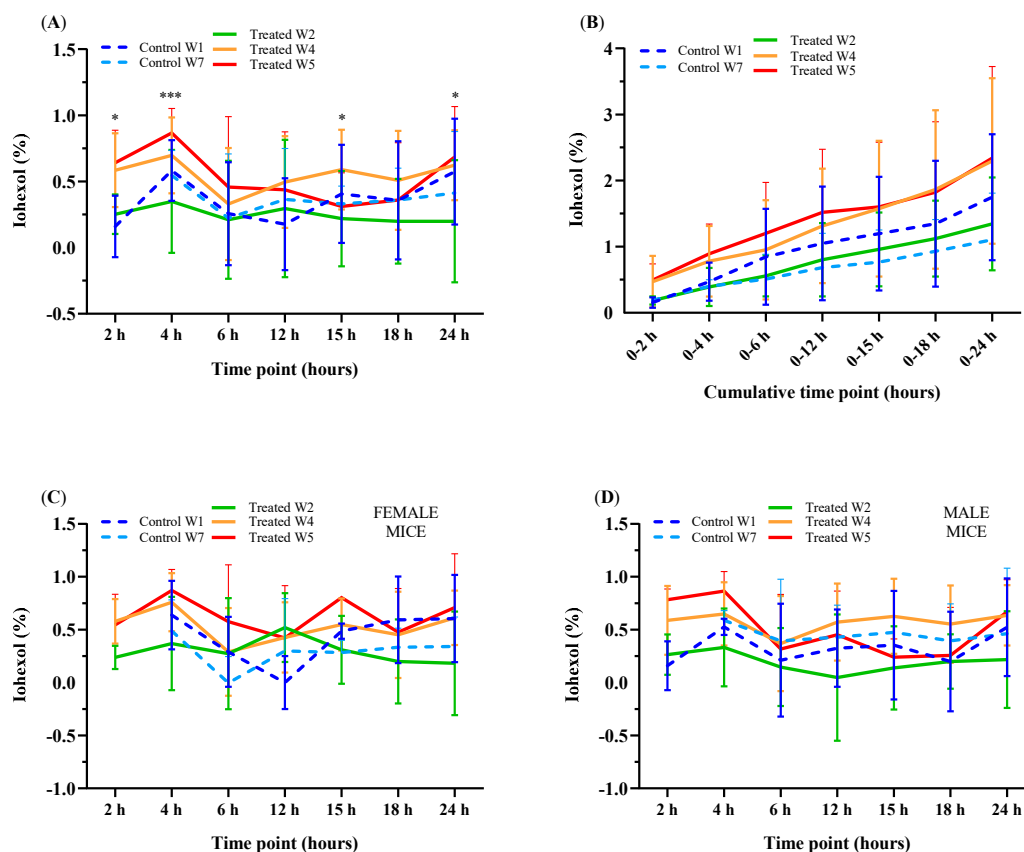 (A)
Control W1
Control W7
Treated W2
Treated W4
Treated W5
Iohexol (%)
1.5
1.0
0.5
0.0
-0.5
*
***
*
*
2 h 4 h 6 h 12 h 15 h 18 h 24 h
Time point (hours)
(B)
Control W1
Control W7
Treated W2
Treated W4
Treated W5
Iohexol (%)
4
3
2
1
0
0-2 h 0-4 h 0-6 h 0-12 h 0-15 h 0-18 h 0-24 h
Cumulative time point (hours)
(C)
Control W1
Control W7
Treated W2
Treated W4
Treated W5
FEMALE
MICE
Iohexol (%)
1.5
1.0
0.5
0.0
-0.5
-1.0
2 h 4 h 6 h 12 h 15 h 18 h 24 h
Time point (hours)
(D)
Control W1
Control W7
Treated W2
Treated W4
Treated W5
MALE
MICE
Iohexol (%)
1.5
1.0
0.5
0.0
-0.5
-1.0
2 h 4 h 6 h 12 h 15 h 18 h 24 h
Time point (hours)